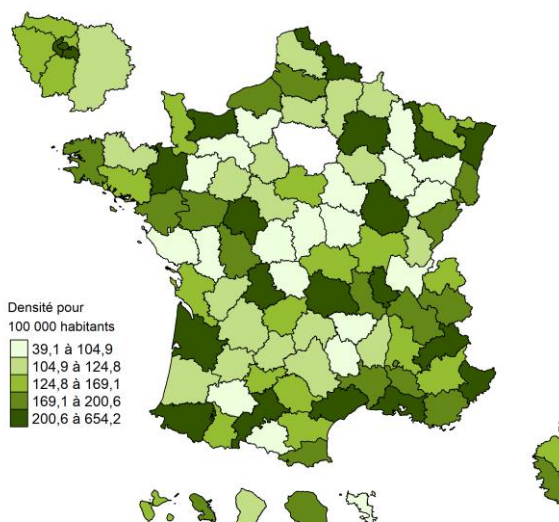 Densité pour
100 000 habitants
39,1 à 104,9
104,9 à 124,8
124,8 à 169,1
169,1 à 200,6
200,6 à 654,2